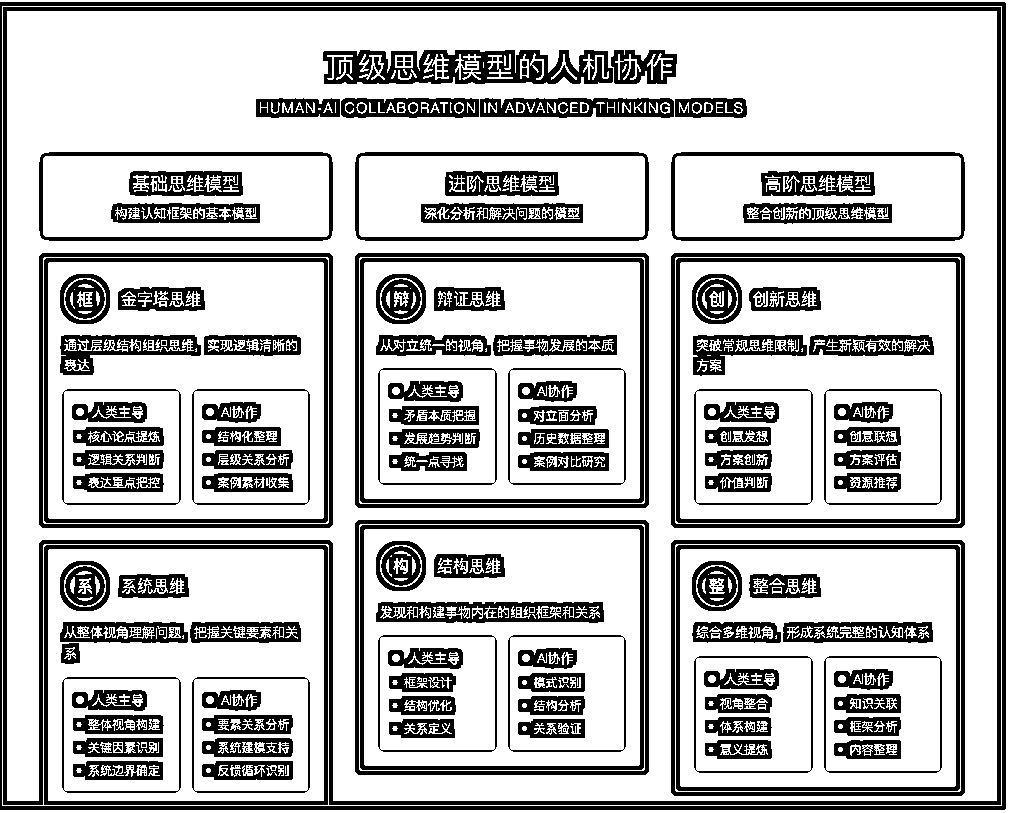 顶级思维模型的人机协作
HUMAN-AI COLLABORATION IN ADVANCED THINKING MODELS
基础思维模型
构建认知框架的基本模型
进阶思维模型
深化分析和解决问题的模型
高阶思维模型
整合创新的顶级思维模型
框
金字塔思维
通过层级结构组织思维，实现逻辑清晰的
表达
人类主导
核心论点提炼
逻辑关系判断
表达重点把控
AI协作
结构化整理
层级关系分析
案例素材收集
系
系统思维
从整体视角理解问题，把握关键要素和关
系
人类主导
整体视角构建
关键因素识别
系统边界确定
AI协作
要素关系分析
系统建模支持
反馈循环识别
辩
辩证思维
从对立统一的视角，把握事物发展的本质
人类主导
矛盾本质把握
发展趋势判断
统一点寻找
AI协作
对立面分析
历史数据整理
案例对比研究
构
结构思维
发现和构建事物内在的组织框架和关系
人类主导
框架设计
结构优化
关系定义
AI协作
模式识别
结构分析
关系验证
创
创新思维
突破常规思维限制，产生新颖有效的解决
方案
人类主导
创意发想
方案创新
价值判断
AI协作
创意联想
方案评估
资源推荐
整
整合思维
综合多维视角，形成系统完整的认知体系
人类主导
视角整合
体系构建
意义提炼
AI协作
知识关联
框架分析
内容整理